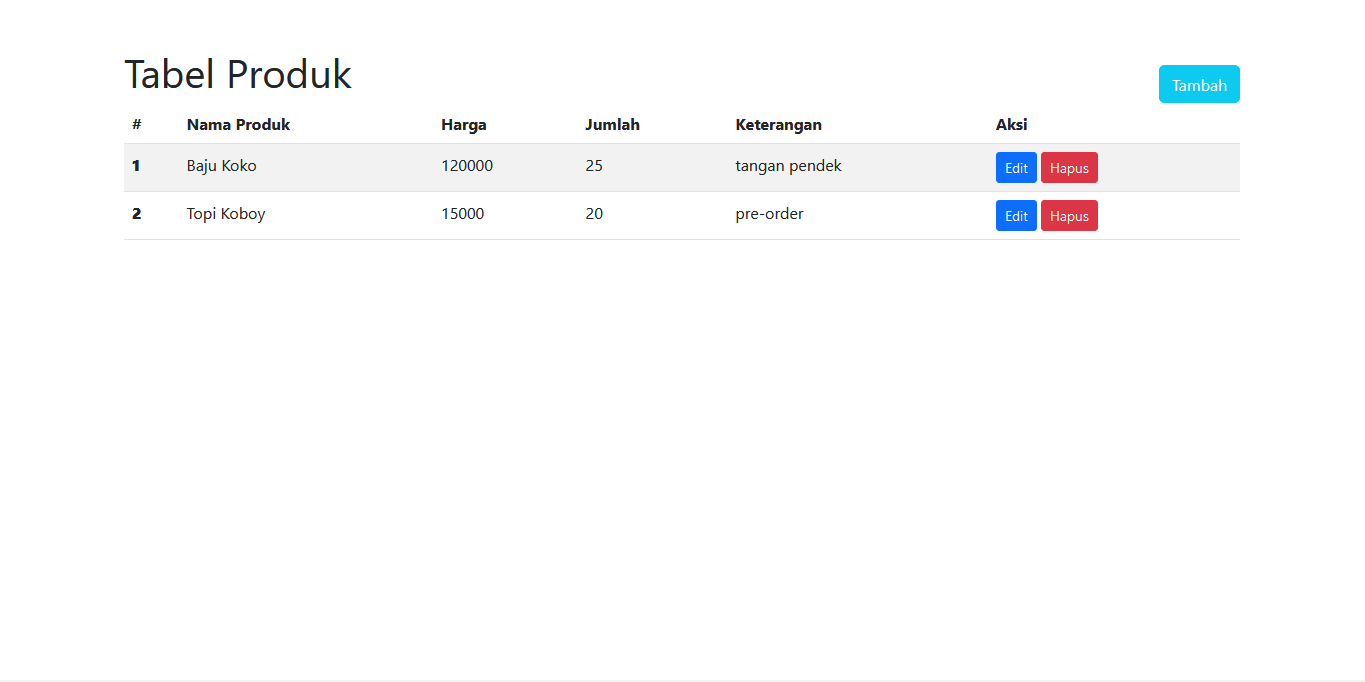 Tabel Produk
Tambah
# Nama Produk Harga Jumlah Keterangan Aksi
1 Baju Koko 120000 25 tangan pendek Edit Hapus
2 Topi Koboy 15000 20 pre-order Edit Hapus